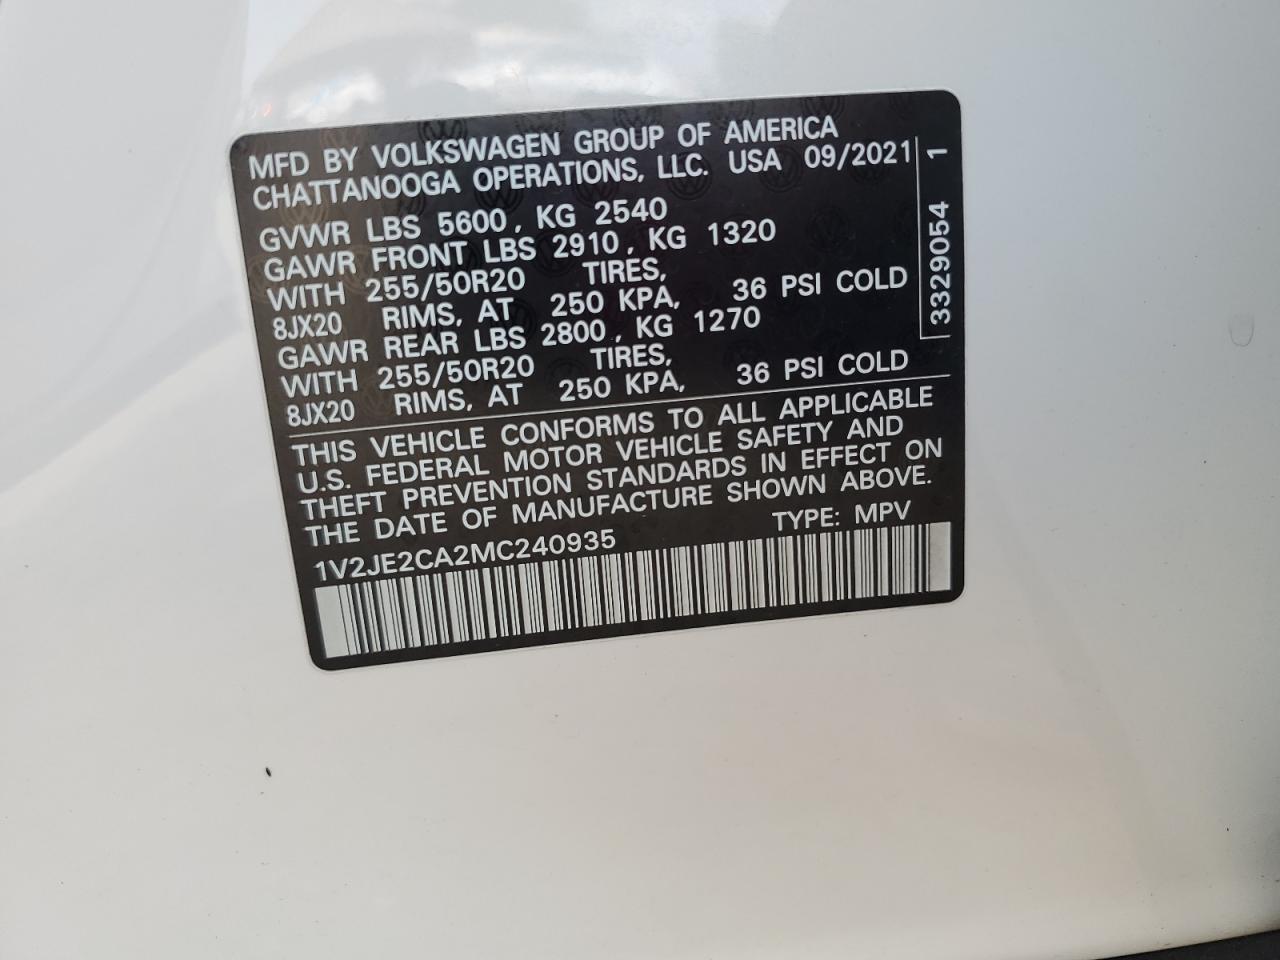 MFD BY VOLKSWAGEN GROUP OF AMERICA
CHATTANOOGA OPERATIONS, LLC. USA 09/2021
GVWR LBS 5600, KG 2540
GAWR FRONT LBS 2910, KG 1320
WITH 255/50R20 TIRES,
8JX20 RIMS, AT 250 KPA, 36 PSI COLD
GAWR REAR LBS 2800, KG 1270
WITH 255/50R20 TIRES,
8JX20 RIMS, AT 250 KPA, 36 PSI COLD
THIS VEHICLE CONFORMS TO ALL APPLICABLE
U.S. FEDERAL MOTOR VEHICLE SAFETY AND
THEFT PREVENTION STANDARDS IN EFFECT ON
THE DATE OF MANUFACTURE SHOWN ABOVE.
1V2JE2CA2MC240935 TYPE: MPV
3329054 1